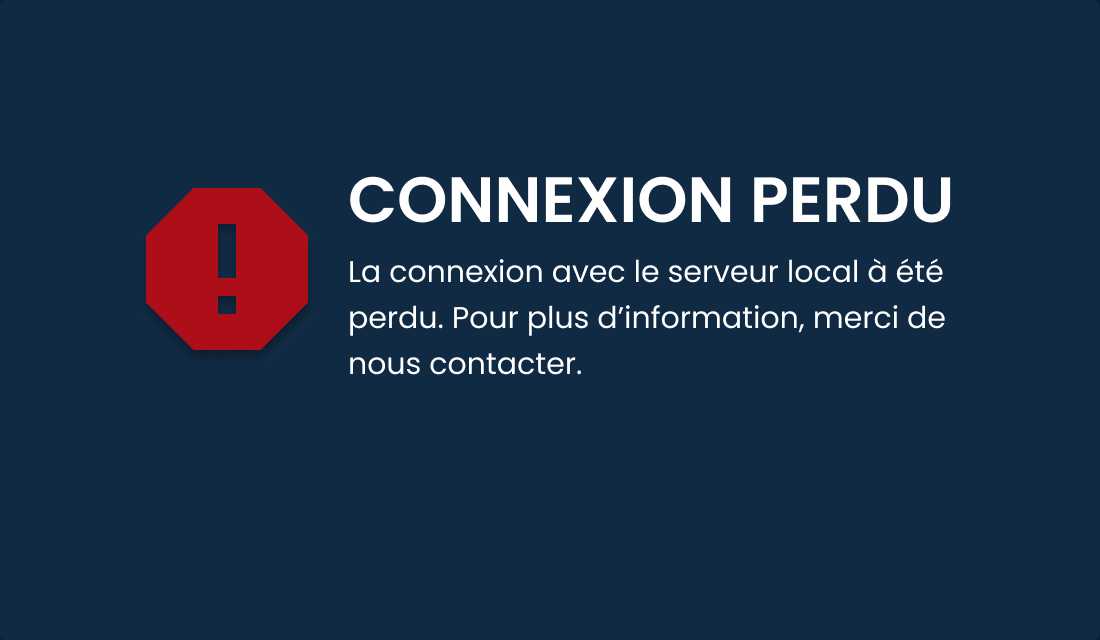 CONNEXION PERDU
La connexion avec le serveur local à été
perdu. Pour plus d’information, merci de
nous contacter.